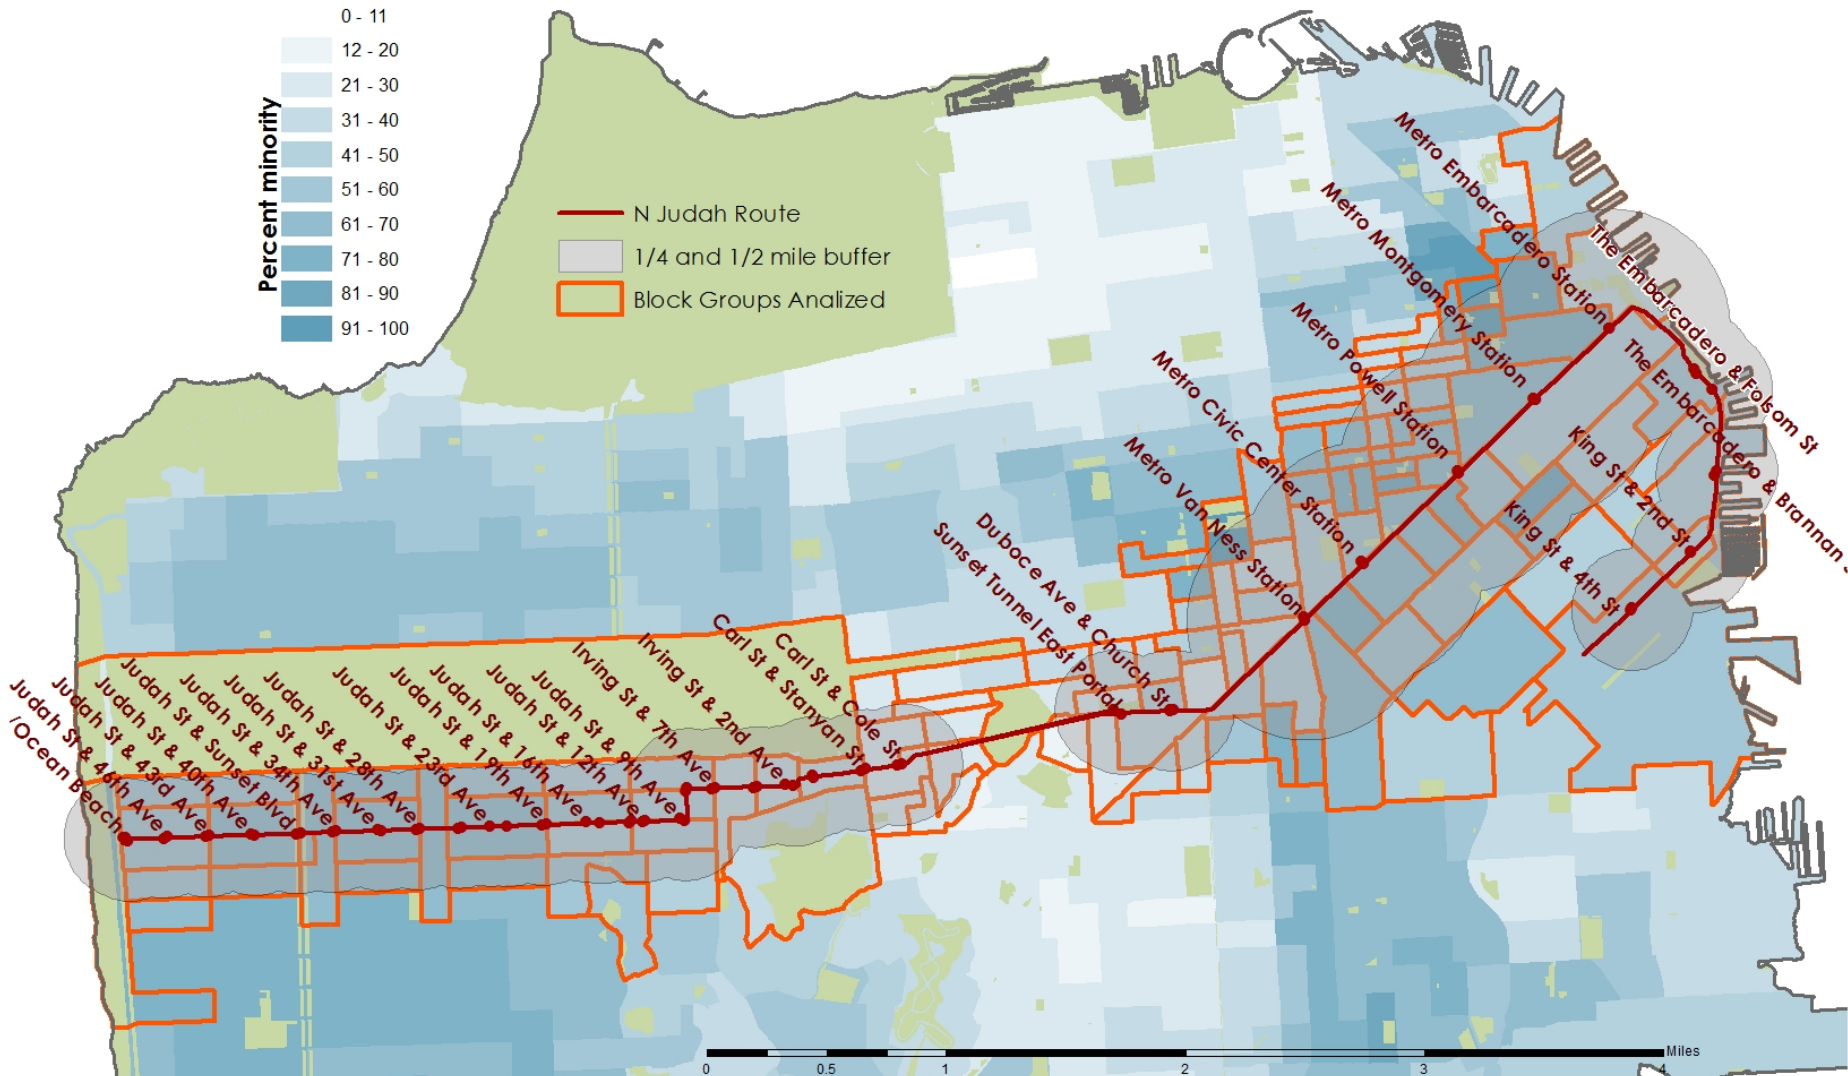 Percent minority
0 - 11
12 - 20
21 - 30
31 - 40
41 - 50
51 - 60
61 - 70
71 - 80
81 - 90
91 - 100
N Judah Route
1/4 and 1/2 mile buffer
Block Groups Analized
Judah St & 46th Ave
/Ocean Beach
Judah St & 43rd Ave
Judah St & 40th Ave
Judah St & Sunset Blvd
Judah St & 34th Ave
Judah St & 31st Ave
Judah St & 28th Ave
Judah St & 23rd Ave
Judah St & 19th Ave
Judah St & 16th Ave
Judah St & 12th Ave
Judah St & 9th Ave
Irving St & 7th Ave
Irving St & 2nd Ave
Carl St & Stanyan St
Carl St & Cole St
Sunset Tunnel East Portal
Duboce Ave & Church St
Metro Van Ness Station
Metro Civic Center Station
Metro Powell Station
Metro Montgomery Station
Metro Embarcadero Station
The Embarcadero & Folsom St
The Embarcadero & Brannan
King St & 2nd St
King St & 4th St
0 0.5 1 2 3 4 Miles